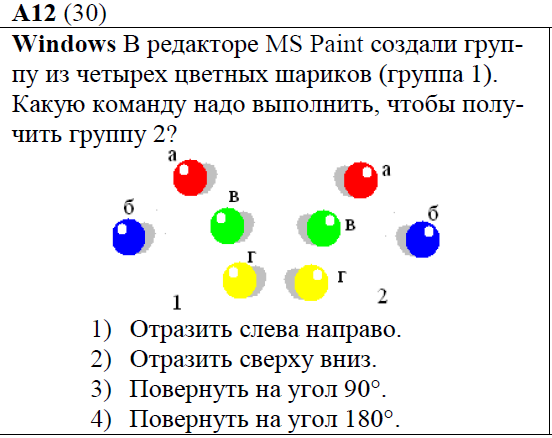 А12 (30)
Windows В редакторе MS Paint создали груп-
пу из четырех цветных шариков (группа 1).
Какую команду надо выполнить, чтобы полу-
чить группу 2?
а
а
б
в
б
в
г
г
1
2
1) Отразить слева направо.
2) Отразить сверху вниз.
3) Повернуть на угол 90°.
4) Повернуть на угол 180°.